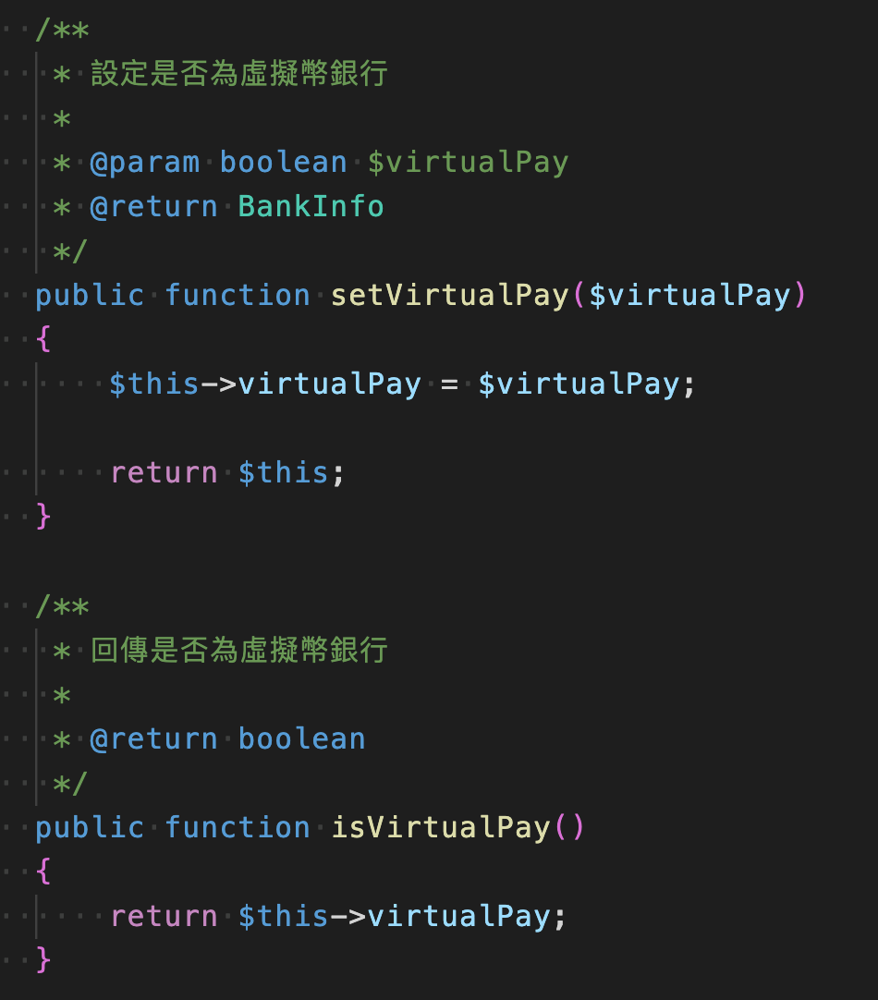 /**
* 設定是否為虛擬幣銀行
*
* @param boolean $virtualPay
* @return BankInfo
*/
public function setVirtualPay($virtualPay)
{
$this->virtualPay = $virtualPay;
return $this;
}
/**
* 回傳是否為虛擬幣銀行
*
* @return boolean
*/
public function isVirtualPay()
{
return $this->virtualPay;
}